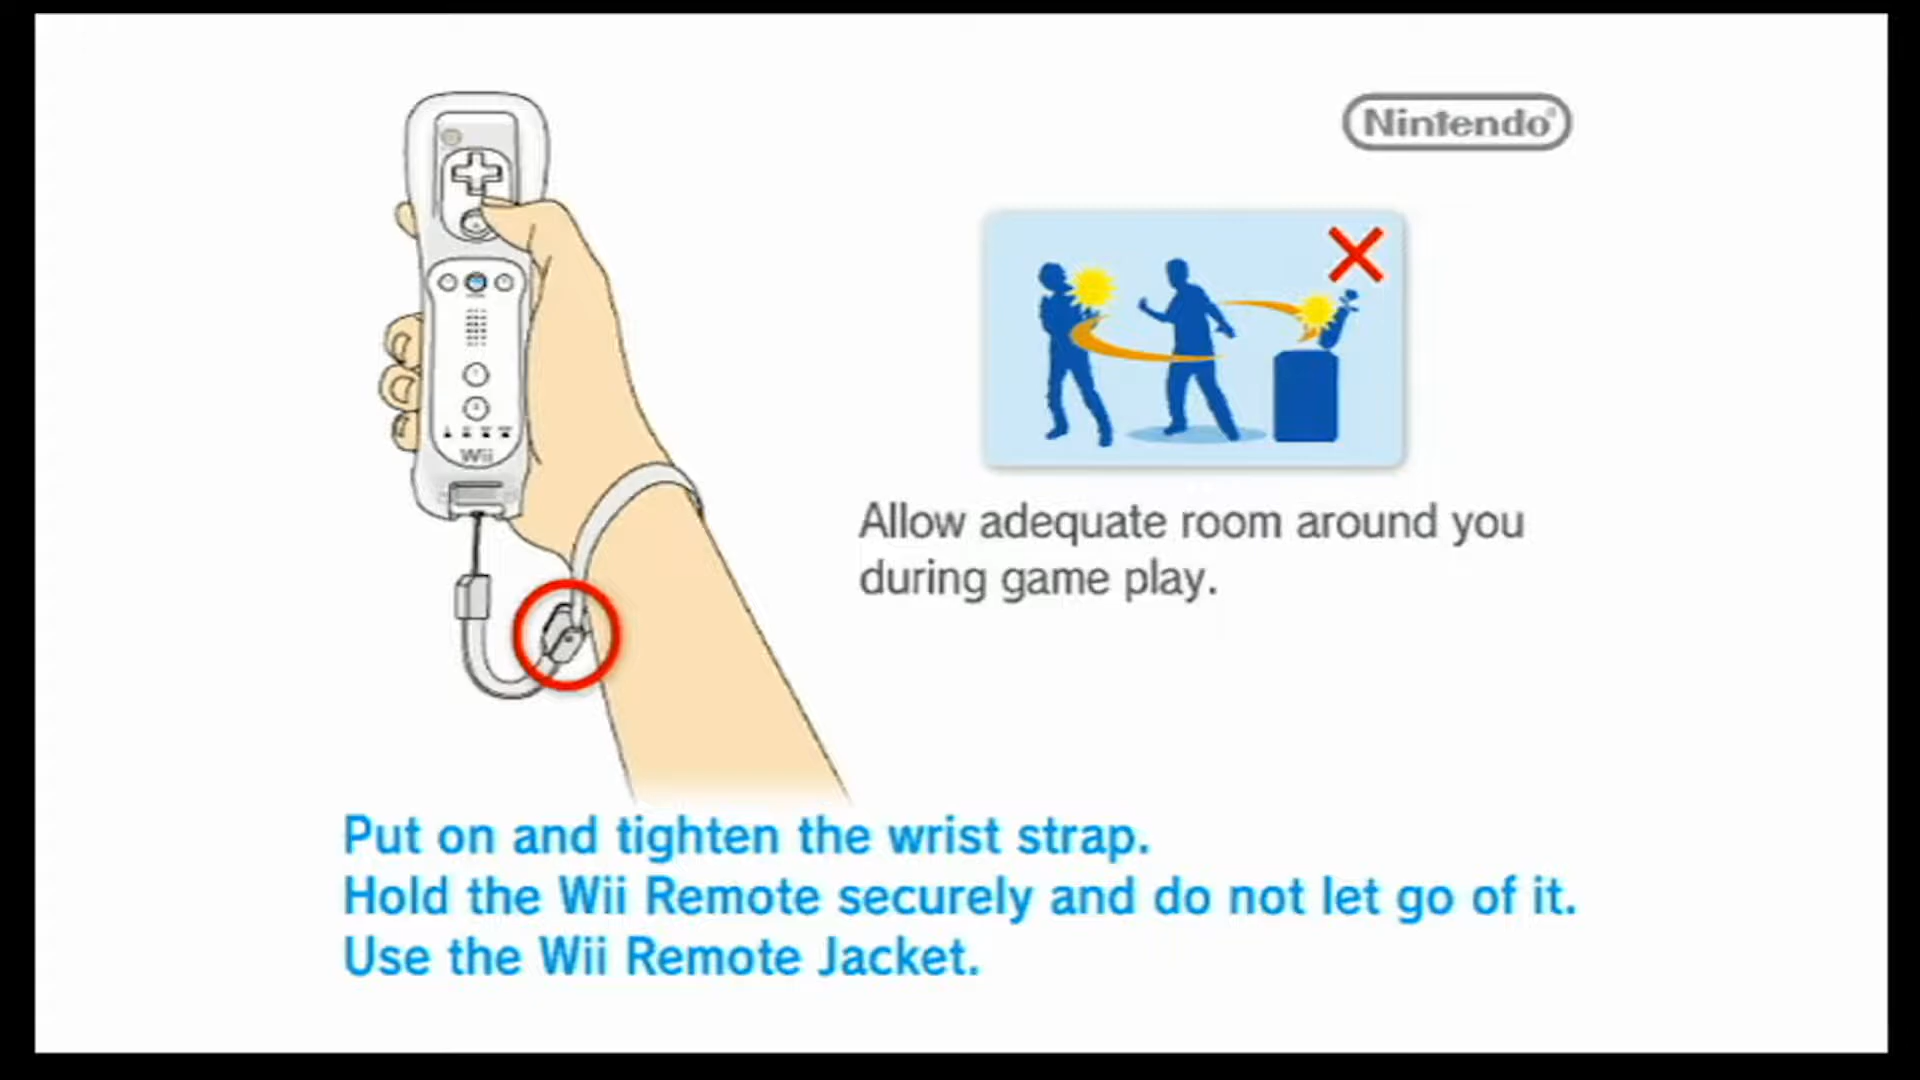 Nintendo®
Wii
Allow adequate room around you
during game play.
Put on and tighten the wrist strap.
Hold the Wii Remote securely and do not let go of it.
Use the Wii Remote Jacket.